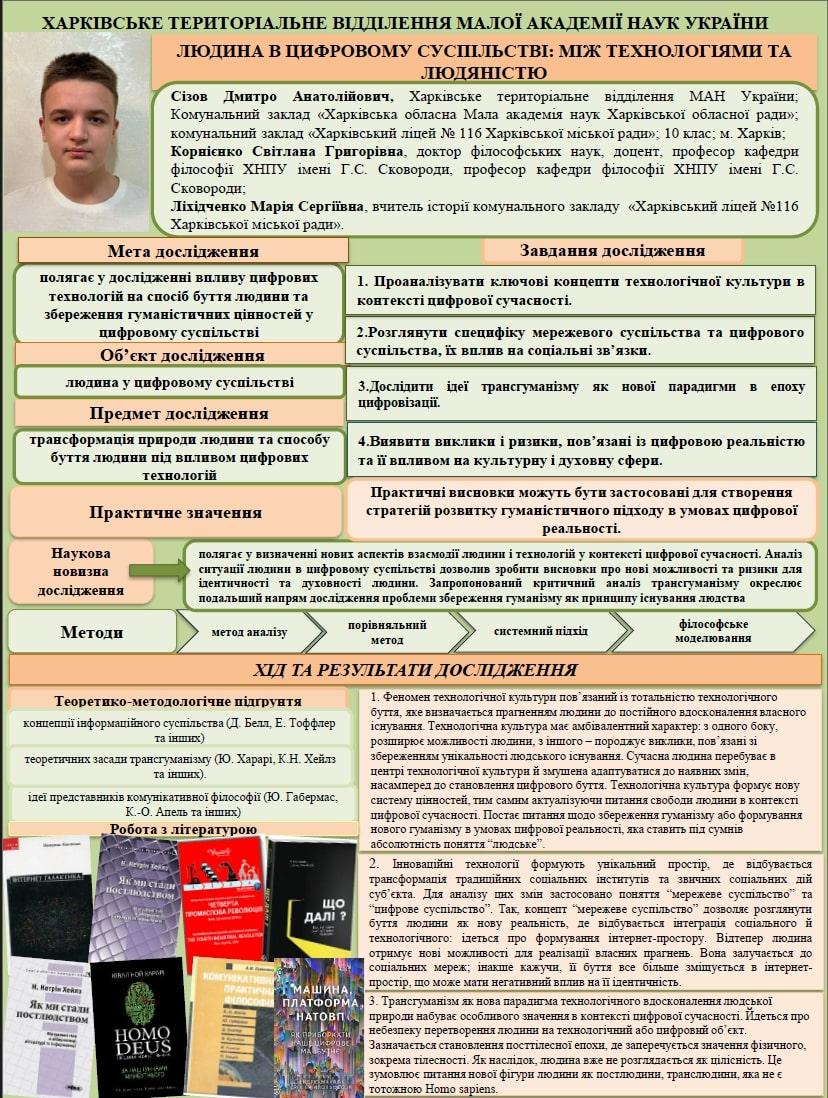 ХАРКІВСЬКЕ ТЕРИТОРІАЛЬНЕ ВІДДІЛЕННЯ МАЛОЇ АКАДЕМІЇ НАУК УКРАЇНИ
ЛЮДИНА В ЦИФРОВОМУ СУСПІЛЬСТВІ: МІЖ ТЕХНОЛОГІЯМИ ТА
ЛЮДЯНІСТЮ
Сізов Дмитро Анатолійович, Харківське територіальне відділення МАН України;
Комунальний заклад «Харківська обласна Мала академія наук Харківської обласної ради»;
комунальний заклад «Харківський ліцей № 116 Харківської міської ради»; 10 клас; м. Харків;
Корнієнко Світлана Григорівна, доктор філософських наук, доцент, професор кафедри
філософії ХНПУ імені Г.С. Сковороди, професор кафедри філософії ХНПУ імені Г.С.
Сковороди;
Ліхідченко Марія Сергіївна, вчитель історії комунального закладу «Харківський ліцей №116
Харківської міської ради».
Мета дослідження
полягає у дослідженні впливу цифрових
технологій на спосіб буття людини та
збереження гуманістичних цінностей у
цифровому суспільстві
Об’єкт дослідження
людина у цифровому суспільстві
Предмет дослідження
трансформація природи людини та способу
буття людини під впливом цифрових
технологій
Завдання дослідження
1. Проаналізувати ключові концепти технологічної культури в
контексті цифрової сучасності.
2.Розглянути специфіку мережевого суспільства та цифрового
суспільства, їх вплив на соціальні зв’язки.
3.Дослідити ідеї трансгуманізму як нової парадигми в епоху
цифровізації.
4.Виявити виклики і ризики, пов’язані із цифровою реальністю
та її впливом на культурну і духовну сфери.
Практичне значення
Практичні висновки можуть бути застосовані для створення
стратегій розвитку гуманістичного підходу в умовах цифрової
реальності.
Наукова
новизна
дослідження
полягає у визначенні нових аспектів взаємодії людини і технологій у контексті цифрової сучасності. Аналіз
ситуації людини в цифровому суспільстві дозволив зробити висновки про нові можливості та ризики для
ідентичності та духовності людини. Запропонований критичний аналіз трансгуманізму окреслює
подальший напрям дослідження проблеми збереження гуманізму як принципу існування людства
Методи
метод аналізу
порівняльний
метод
системний підхід
філософське
моделювання
ХІД ТА РЕЗУЛЬТАТИ ДОСЛІДЖЕННЯ
Теоретико-методологічне підґрунтя
концепції інформаційного суспільства (Д. Белл, Е. Тоффлер
та інших)
теоретичних засади трансгуманізму (Ю. Харарі, К.Н. Хейлз
та інших).
ідеї представників комунікативної філософії (Ю. Габермас,
К.-О. Апель та інших)
Робота з літературою
ІНТЕРНЕТ ГАЛАКТИКА
Н. Кетрін Хейлз
Як ми стали
постлюдством
ЧЕТВЕРТА
ПРОМИСЛОВА РЕВОЛЮЦІЯ
THE FOURTH INDUSTRIAL REVOLUTION
ЩО
ДАЛІ ?
Н. Кетрін Хейлз
Як ми стали
постлюдством
ЮВАЛ НОЙ ХАРАРІ
HOMO
DEUS
ЗА ЛАШТУНКАМИ
МАЙБУТНЬОГО
КОМУНІКАТИВНА
ПРАКТИЧНА
ФІЛОСОФІЯ
МАШИНА,
ПЛАТФОРМА,
НАТОВП
ЯК ПРИБОРКАТИ
НАШЕ ЦИФРОВЕ
МАЙБУТНЄ
1. Феномен технологічної культури пов’язаний із тотальністю технологічного
буття, яке визначається прагненням людини до постійного вдосконалення власного
існування. Технологічна культура має амбівалентний характер: з одного боку,
розширює можливості людини, з іншого – породжує виклики, пов’язані зі
збереженням унікальності людського існування. Сучасна людина перебуває в
центрі технологічної культури й змушена адаптуватися до наявних змін,
насамперед до становлення цифрового буття. Технологічна культура формує нову
систему цінностей, тим самим актуалізуючи питання свободи людини в контексті
цифрової сучасності. Постає питання щодо збереження гуманізму або формування
нового гуманізму в умовах цифрової реальності, яка ставить під сумнів
абсолютність поняття “людське”.
2. Інноваційні технології формують унікальний простір, де відбувається
трансформація традиційних соціальних інститутів та звичних соціальних дій
суб’єкта. Для аналізу цих змін застосовано поняття “мережеве суспільство” та
“цифрове суспільство”. Так, концепт “мережеве суспільство” дозволяє розглянути
буття людини як нову реальність, де відбувається інтеграція соціального й
технологічного: ідеться про формування інтернет-простору. Відтепер людина
отримує нові можливості для реалізації власних прагнень. Вона залучається до
соціальних мереж; інакше кажучи, її буття все більше зміщується в інтернет-
простір, що може мати негативний вплив на її ідентичність.
3. Трансгуманізм як нова парадигма технологічного вдосконалення людської
природи набуває особливого значення в контексті цифрової сучасності. Йдеться про
небезпеку перетворення людини на технологічний або цифровий об’єкт.
Зазначається становлення посттілесної епохи, де заперечується значення фізичного,
зокрема тілесності. Як наслідок, людина вже не розглядається як цілісність. Це
зумовлює питання нової фігури людини як постлюдини, транслюдини, яка не є
тотожною Homo sapiens.